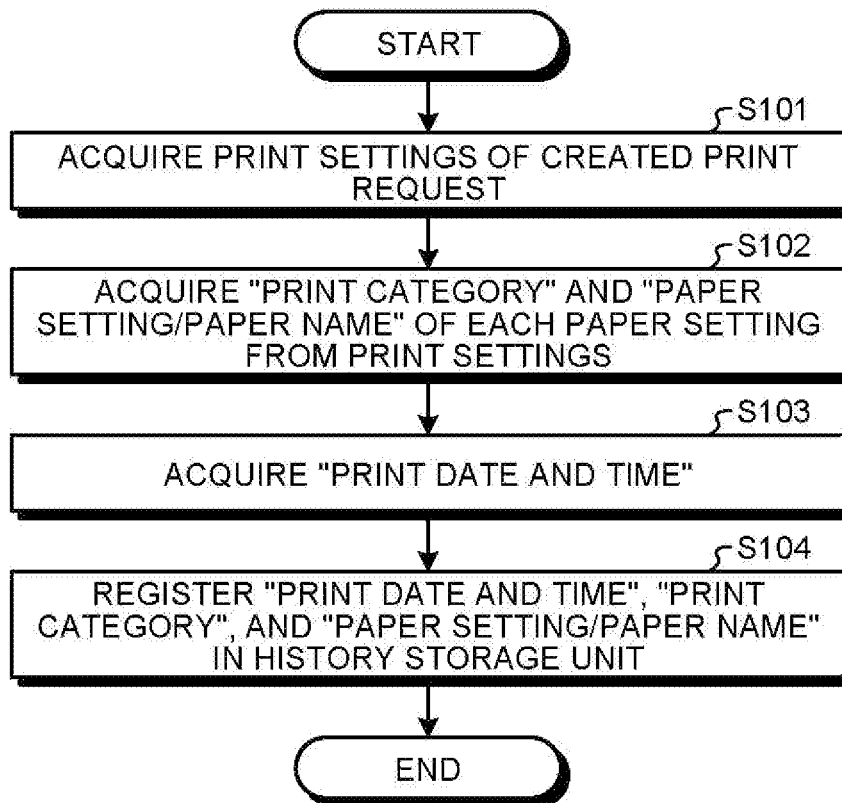 START
S101
ACQUIRE PRINT SETTINGS OF CREATED PRINT
REQUEST
S102
ACQUIRE "PRINT CATEGORY" AND "PAPER
SETTING/PAPER NAME" OF EACH PAPER SETTING
FROM PRINT SETTINGS
S103
ACQUIRE "PRINT DATE AND TIME"
S104
REGISTER "PRINT DATE AND TIME", "PRINT
CATEGORY", AND "PAPER SETTING/PAPER NAME"
IN HISTORY STORAGE UNIT
END